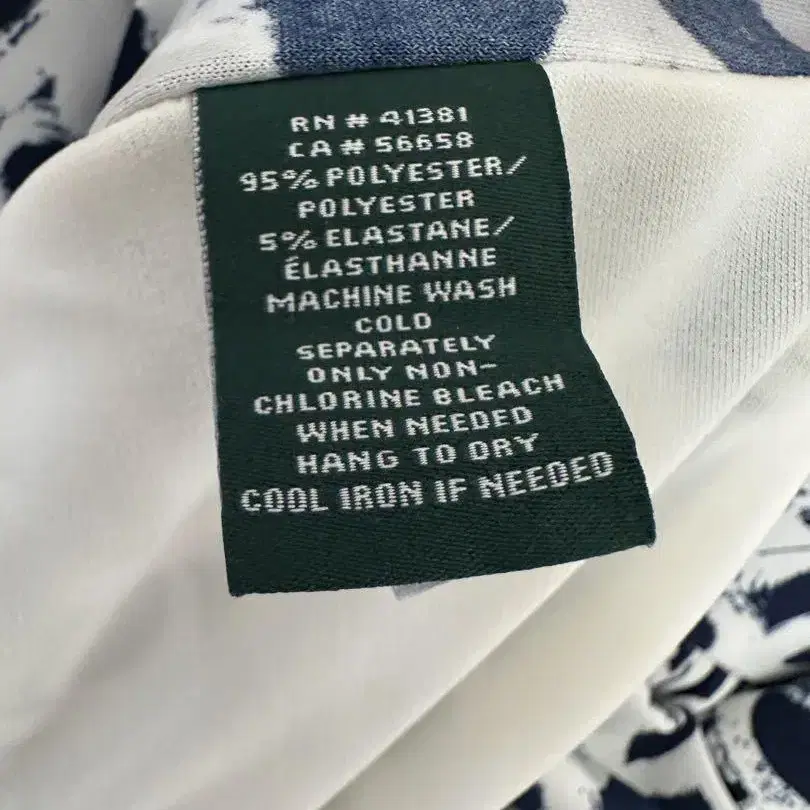 RN # 41381
CA # 56658
95% POLYESTER/
POLYESTER
5% ELASTANE/
ÉLASTHANNE
MACHINE WASH
COLD
SEPARATELY
ONLY NON-
CHLORINE BLEACH
WHEN NEEDED
HANG TO DRY
COOL IRON IF NEEDED